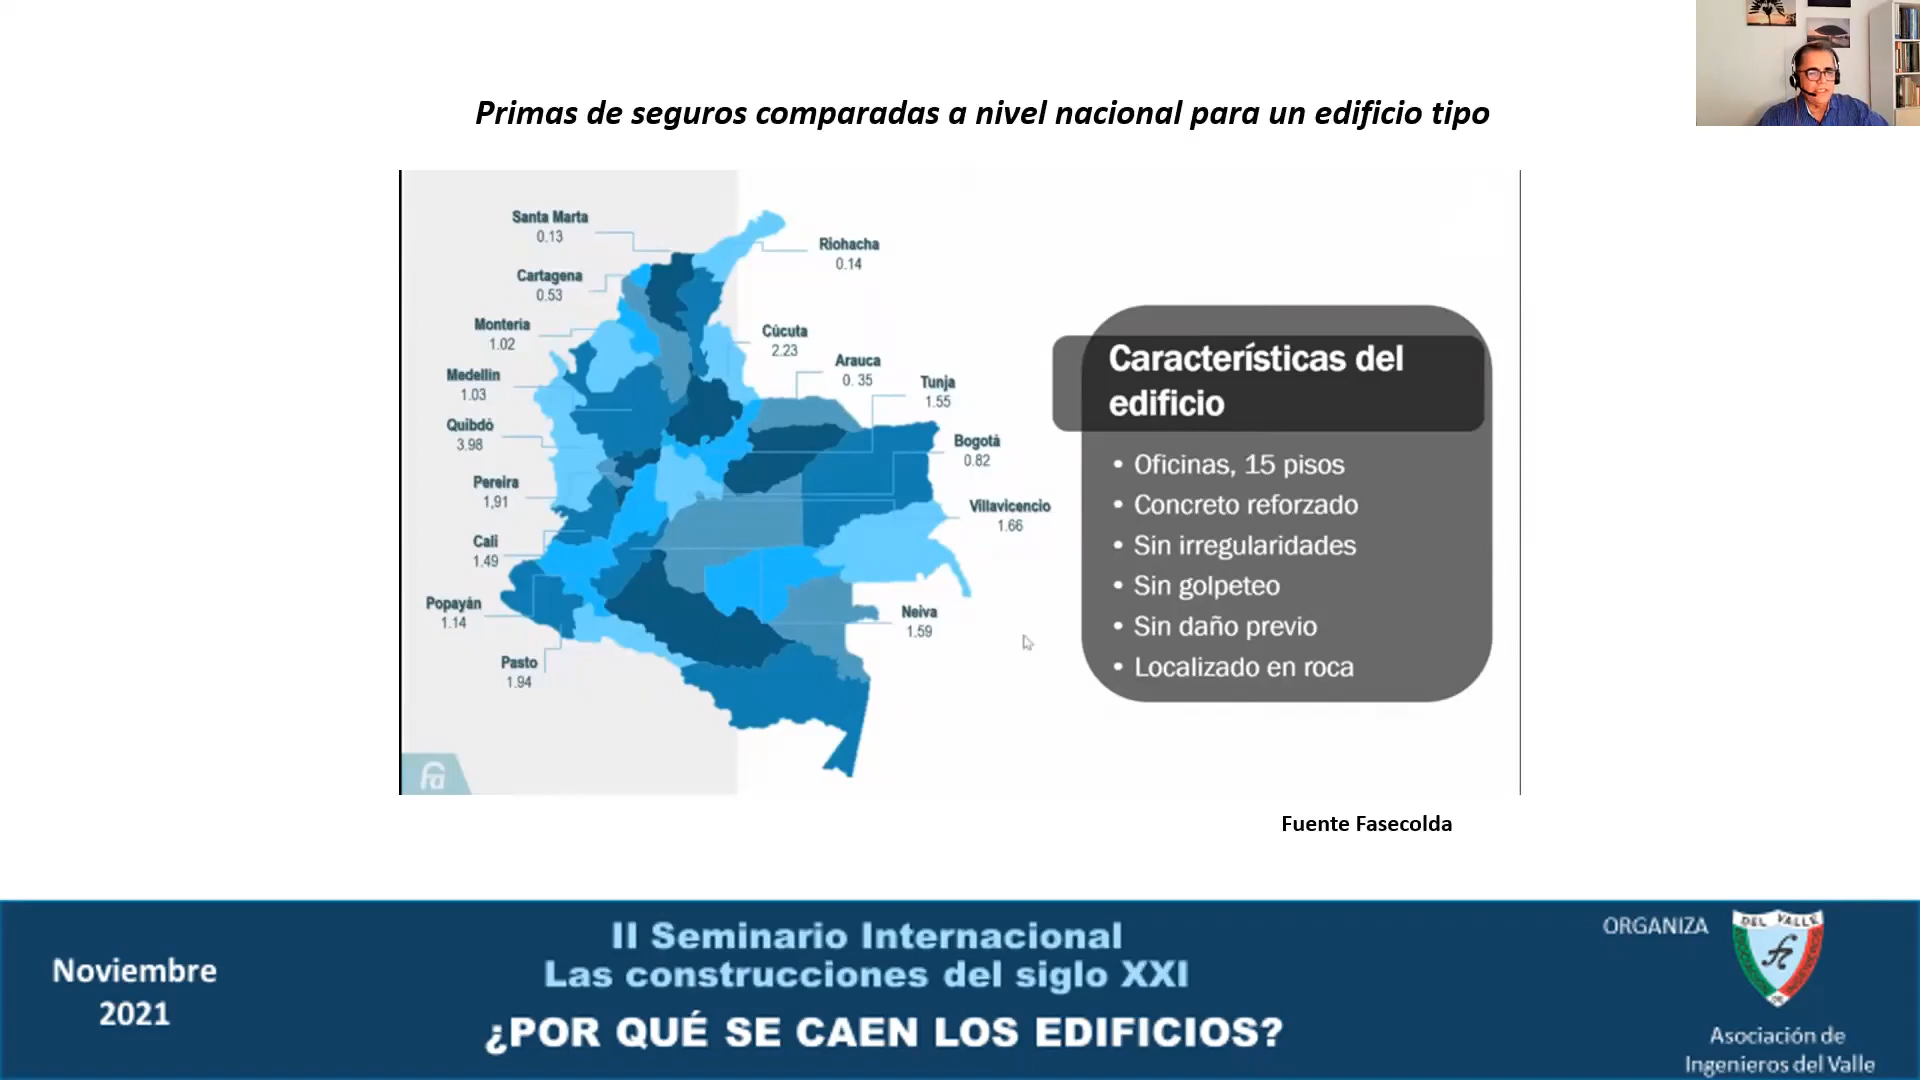 Primas de seguros comparadas a nivel nacional para un edificio tipo
Santa Marta
0.13
Riohacha
0.14
Cartagena
0.53
Monteria
1.02
Cúcuta
2.23
Arauca
0. 35
Medellin
1.03
Tunja
1.55
Quibdó
3.98
Bogotá
0.82
Pereira
1,91
Villavicencio
1.66
Cali
1.49
Popayán
1.14
Neiva
1.59
Pasto
1.94
Características del
edificio
• Oficinas, 15 pisos
• Concreto reforzado
• Sin irregularidades
• Sin golpeteo
• Sin daño previo
• Localizado en roca
Fuente Fasecolda
Noviembre
2021
II Seminario Internacional
Las construcciones del siglo XXI
¿POR QUÉ SE CAEN LOS EDIFICIOS?
ORGANIZA
DEL VALLE
Asociación de
Ingenieros del Valle